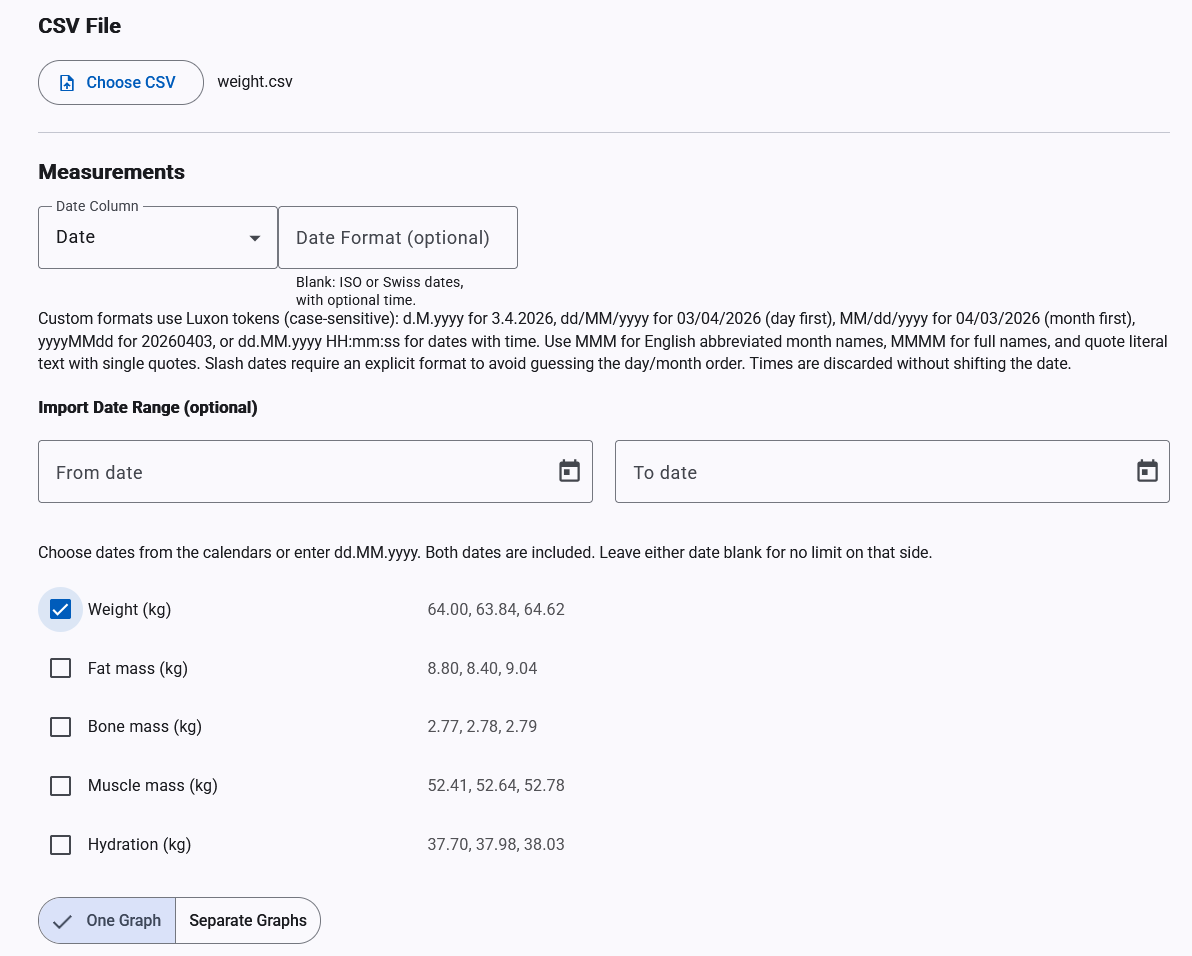 CSV File
Choose CSV
weight.csv
Measurements
Date Column
Date
Date Format (optional)
Blank: ISO or Swiss dates,
with optional time.
Custom formats use Luxon tokens (case-sensitive): d.M.yyyy for 3.4.2026, dd/MM/yyyy for 03/04/2026 (day first), MM/dd/yyyy for 04/03/2026 (month first),
yyyyMMdd for 20260403, or dd.MM.yyyy HH:mm:ss for dates with time. Use MMM for English abbreviated month names, MMMM for full names, and quote literal
text with single quotes. Slash dates require an explicit format to avoid guessing the day/month order. Times are discarded without shifting the date.
Import Date Range (optional)
From date
To date
Choose dates from the calendars or enter dd.MM.yyyy. Both dates are included. Leave either date blank for no limit on that side.
Weight (kg) 64.00, 63.84, 64.62
Fat mass (kg) 8.80, 8.40, 9.04
Bone mass (kg) 2.77, 2.78, 2.79
Muscle mass (kg) 52.41, 52.64, 52.78
Hydration (kg) 37.70, 37.98, 38.03
One Graph
Separate Graphs